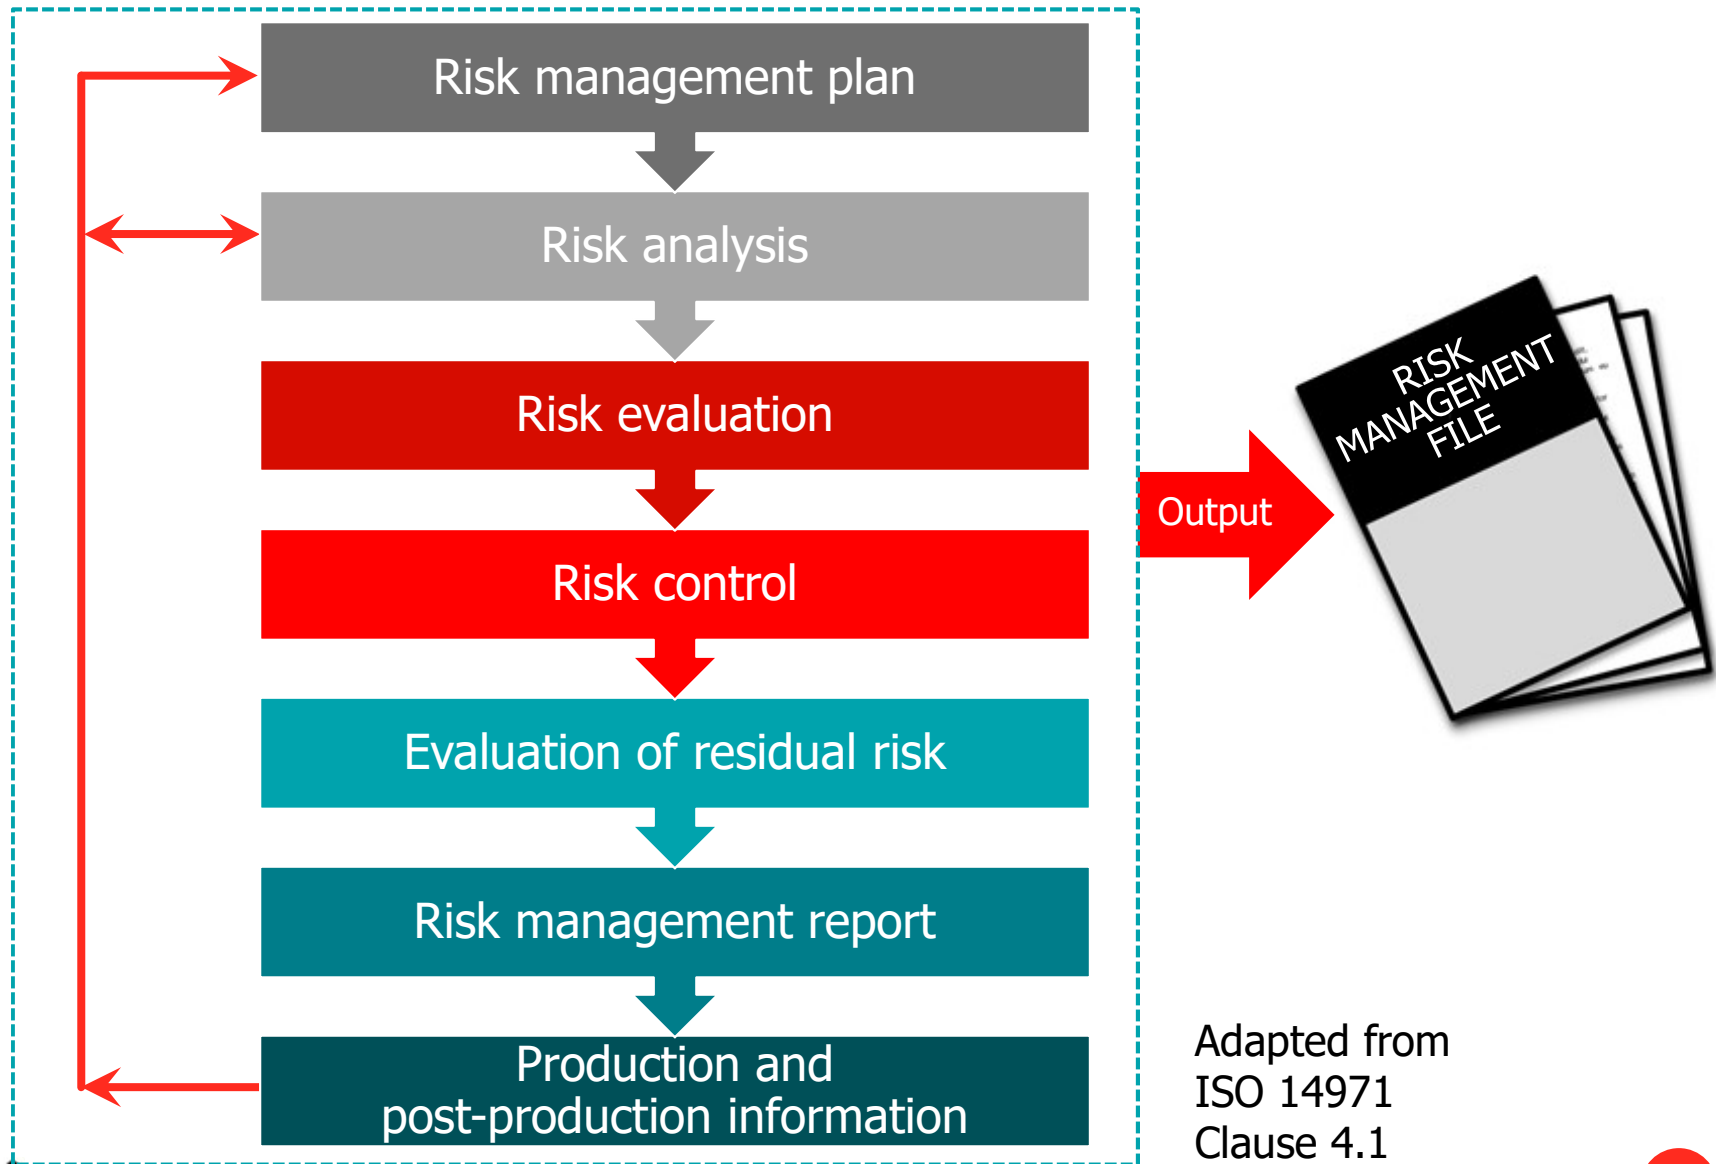 Risk management plan
Risk analysis
Risk evaluation
Risk control
Evaluation of residual risk
Risk management report
Production and
post-production information
Output
RISK
MANAGEMENT
FILE
Adapted from
ISO 14971
Clause 4.1